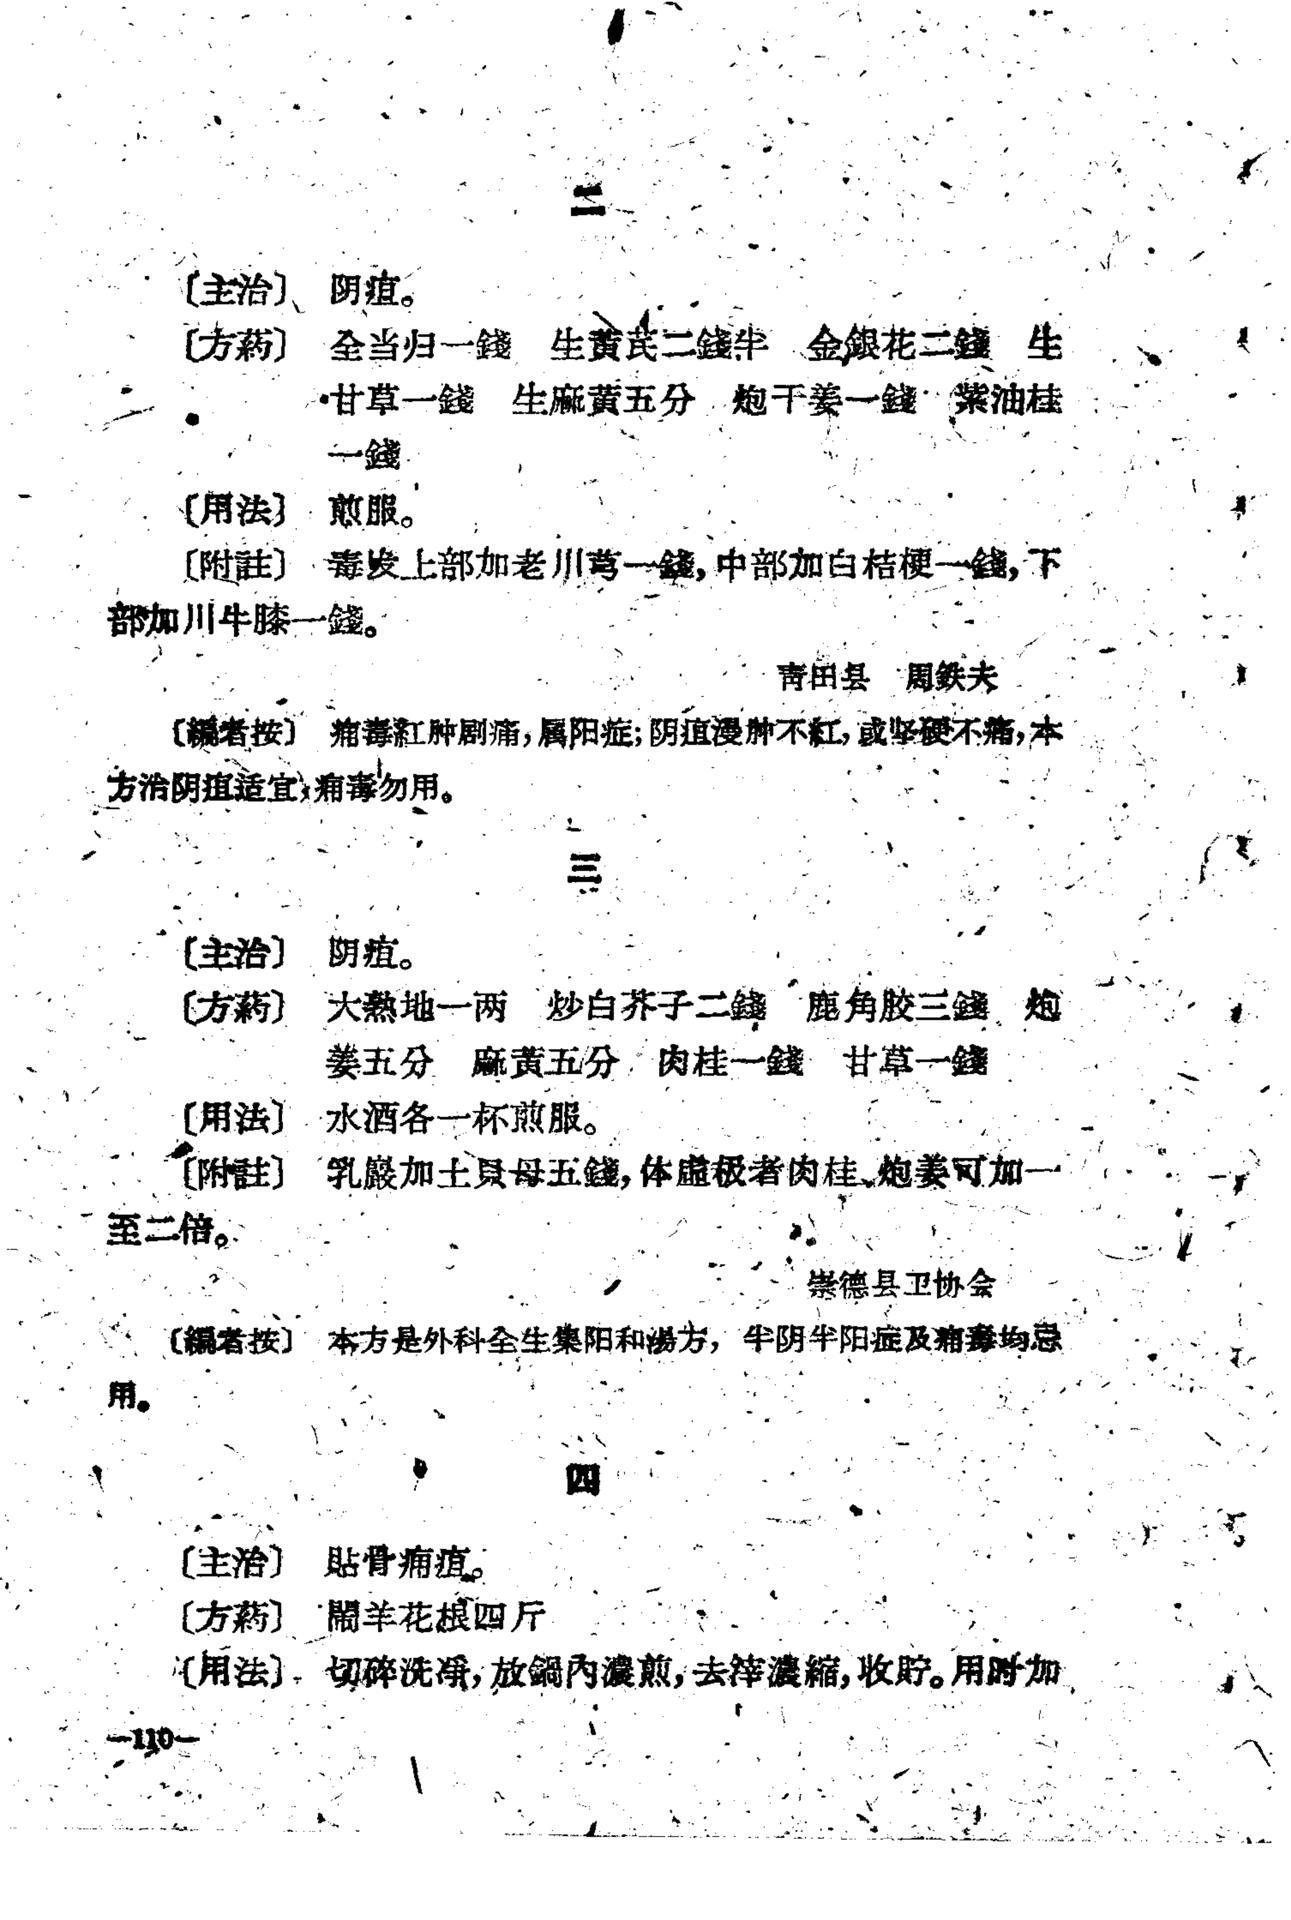 二
〔主治〕 阴疽。
〔方葯〕 全当归一錢 生黄芪二錢半 金銀花二錢 生
甘草一錢 生麻黄五分 炮干姜一錢 紫油桂
一錢
〔用法〕 煎服。
〔附註〕 毒发上部加老川芎一錢,中部加白桔梗一錢,下
部加川牛膝一錢。
青田县 周鉄夫
〔編者按〕 痈毒紅肿剧痛,属阳症;阴疽漫肿不紅,或坚硬不痛,本
方治阴疽适宜,痈毒勿用。
三
〔主治〕 阴疽。
〔方葯〕 大熟地一两 炒白芥子二錢 鹿角胶三錢 炮
姜五分 麻黄五分 肉桂一錢 甘草一錢
〔用法〕 水酒各一杯煎服。
〔附註〕 乳巖加土貝母五錢,体虛极者肉桂、炮姜可加一
至二倍。
崇德县卫协会
〔編者按〕 本方是外科全生集阳和湯方, 半阴半阳症及痈毒均忌
用。
四
〔主治〕 貼骨痈疽。
〔方葯〕 鬧羊花根四斤
〔用法〕 切碎洗凈,放鍋內濃煎,去滓濃縮,收貯。用时加
—110—